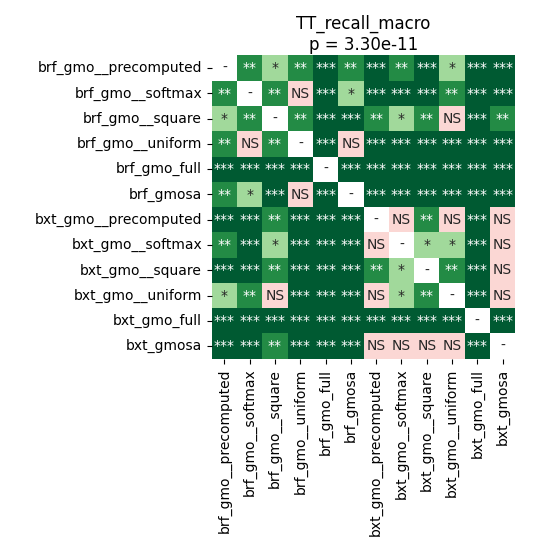 TT_recall_macro
p = 3.30e-11
brf_gmo__precomputed - ** * ** *** ** *** ** *** * *** ***
brf_gmo__softmax ** - ** NS *** * *** *** *** ** *** ***
brf_gmo__square * ** - ** *** *** ** * ** NS *** **
brf_gmo__uniform ** NS ** - *** NS *** *** *** *** *** ***
brf_gmo_full *** *** *** *** - *** *** *** *** *** *** ***
brf_gmosa ** * *** NS *** - *** *** *** *** *** ***
bxt_gmo__precomputed *** *** ** *** *** *** - NS ** NS *** NS
bxt_gmo__softmax ** *** * *** *** *** NS - * * *** NS
bxt_gmo__square *** *** ** *** *** *** ** * - ** *** NS
bxt_gmo__uniform * ** NS *** *** *** NS * ** - *** NS
bxt_gmo_full *** *** *** *** *** *** *** *** *** *** - ***
bxt_gmosa *** *** ** *** *** *** NS NS NS NS *** -
brf_gmo__precomputed
brf_gmo__softmax
brf_gmo__square
brf_gmo__uniform
brf_gmo_full
brf_gmosa
bxt_gmo__precomputed
bxt_gmo__softmax
bxt_gmo__square
bxt_gmo__uniform
bxt_gmo_full
bxt_gmosa